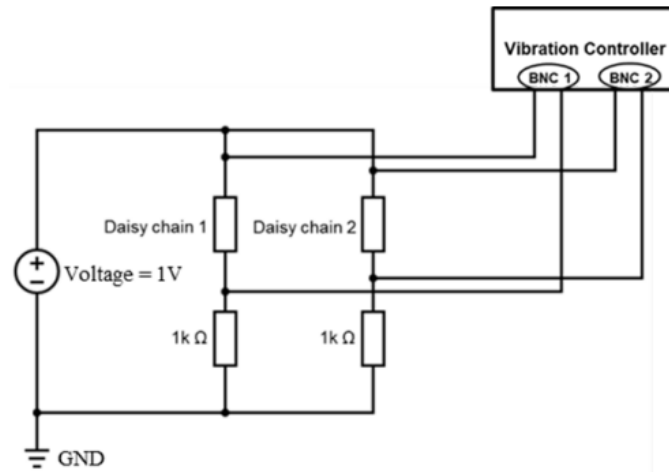 Vibration Controller
BNC 1 BNC 2
Daisy chain 1 Daisy chain 2
Voltage = 1V
1k Ω 1k Ω
GND